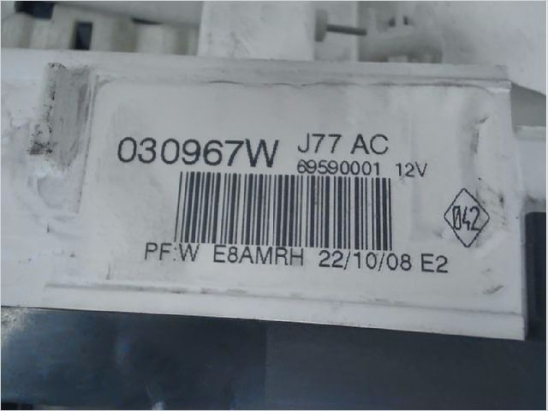 030967W J77 AC
69590001 12V
042
PF:W E8AMRH 22/10/08 E2